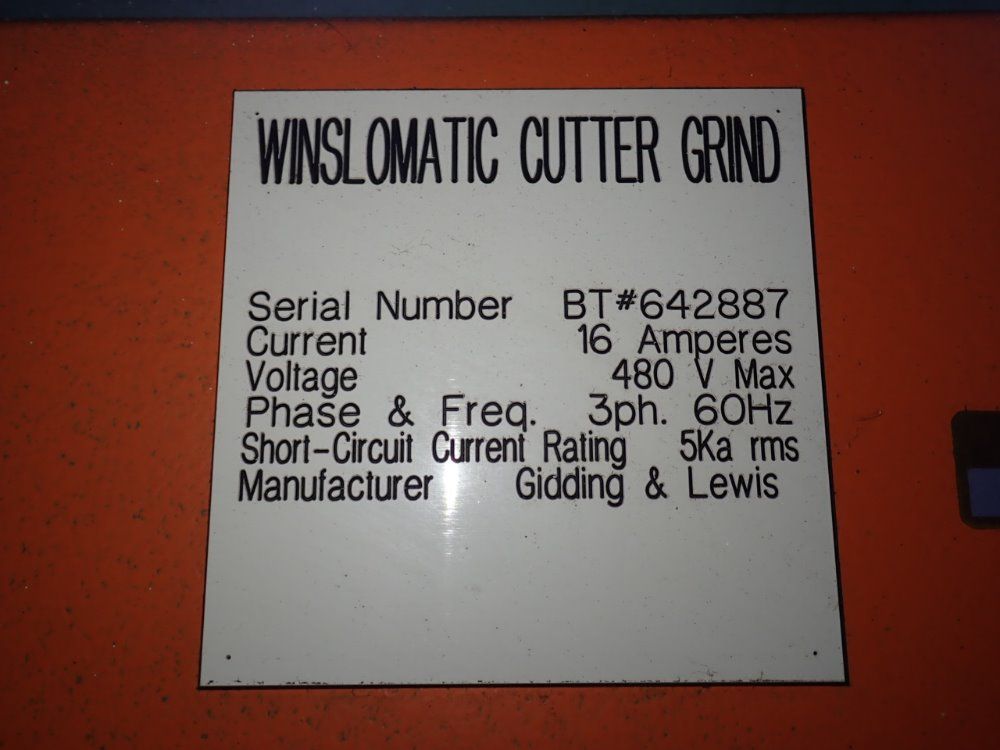 WINSLOMATIC CUTTER GRIND
Serial Number BT#642887
Current 16 Amperes
Voltage 480 V Max
Phase & Freq. 3ph. 60Hz
Short-Circuit Current Rating 5Ka rms
Manufacturer Gidding & Lewis